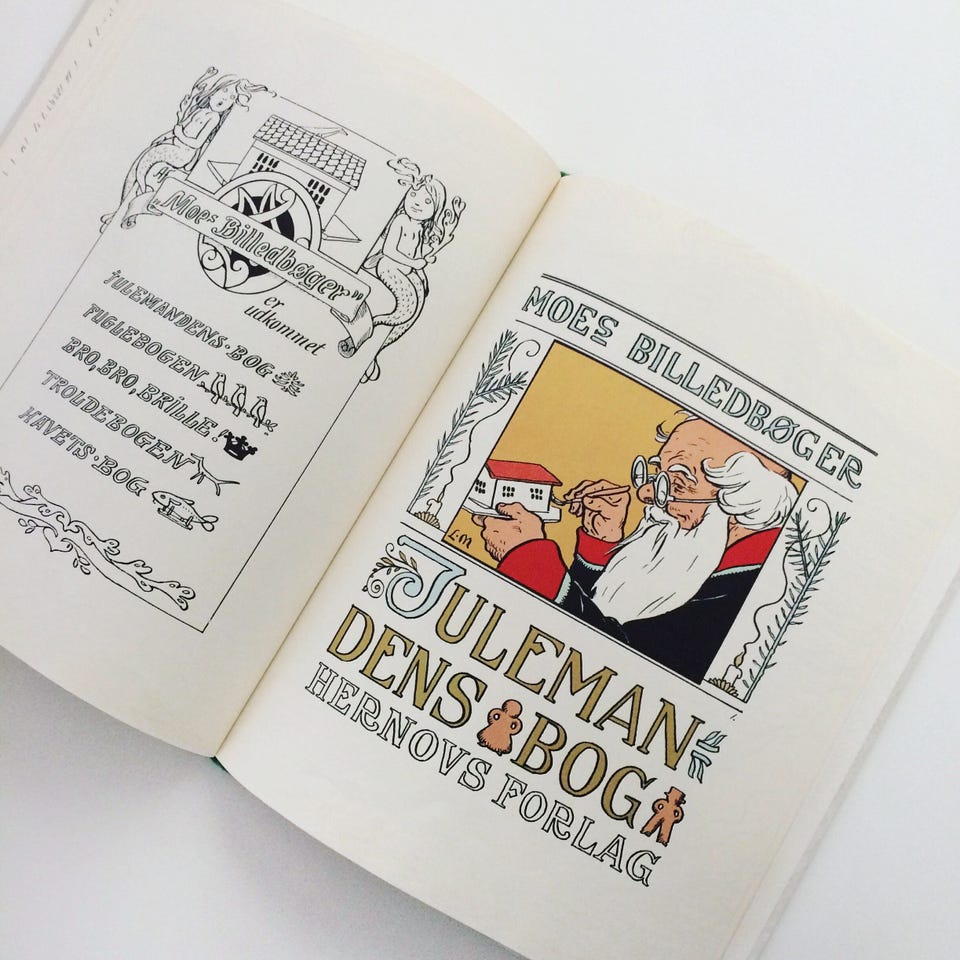 Af
"Moes Billedbøger"
er
udkommet
JULEMANDENS·BOG
FUGLEBOGEN
BRO, BRO, BRILLE.
TROLDEBOGEN
HAVETS·BOG
MOES BILLEDBØGER
L·M
JULEMAN
DENS BOG
HERNOVS FORLAG